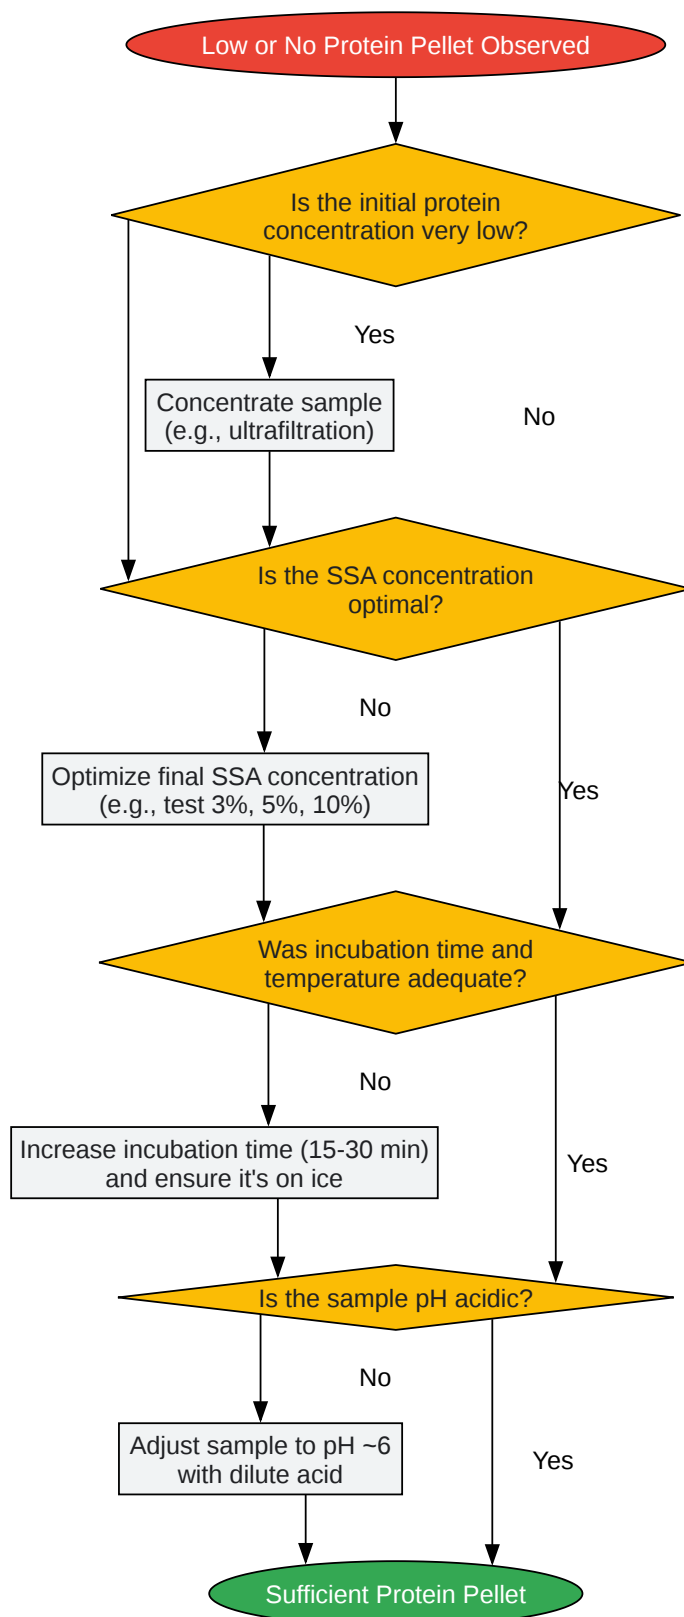 Low or No Protein Pellet Observed
Is the initial protein
concentration very low?
Yes
Concentrate sample
(e.g., ultrafiltration)
No
Is the SSA concentration
optimal?
No
Optimize final SSA concentration
(e.g., test 3%, 5%, 10%)
Yes
Was incubation time and
temperature adequate?
No
Increase incubation time (15-30 min)
and ensure it's on ice
Yes
Is the sample pH acidic?
No
Adjust sample to pH ~6
with dilute acid
Yes
Sufficient Protein Pellet